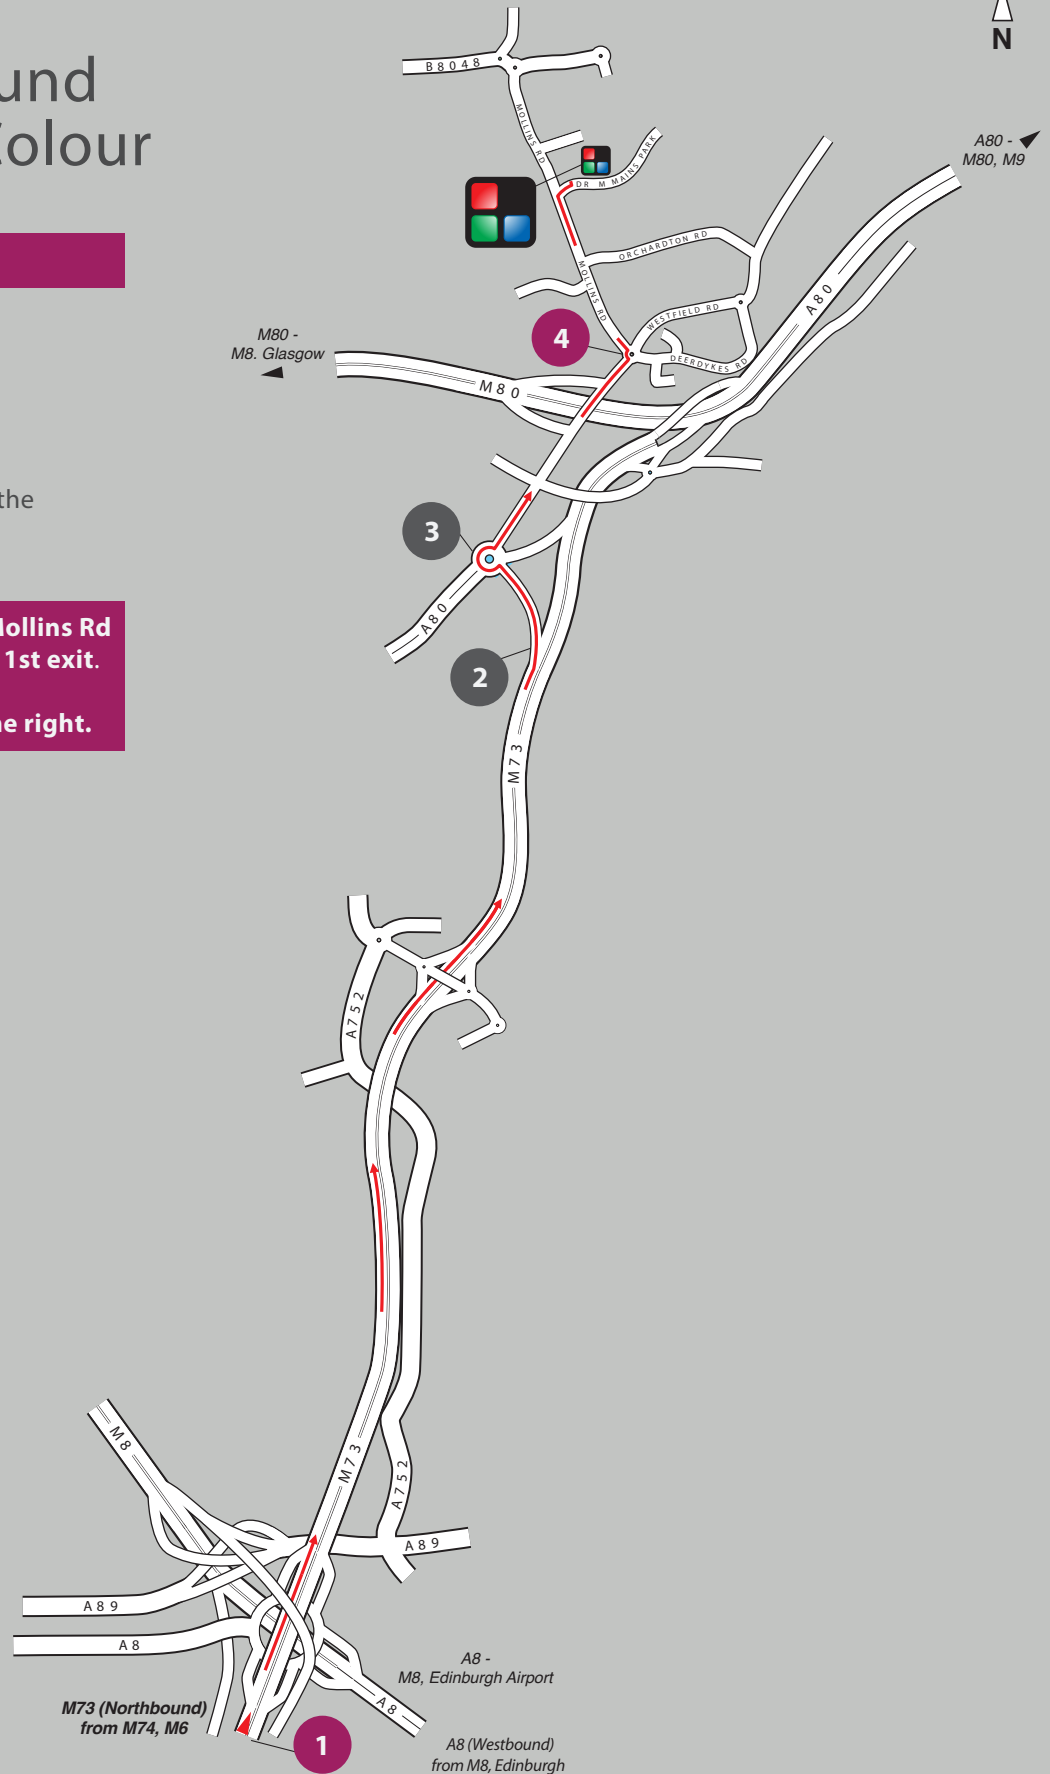 und
Colour
the
Mollins Rd
1st exit.
he right.
N
B8048
MOLLINS RD
DR M MAINS PARK
A80 -
M80, M9
ORCHARDTON RD
MOLLINS RD
WESTFIELD RD
A80
M80 -
M8. Glasgow
4
DEERDYKES RD
M80
3
A80
2
M73
A752
M8
M73
A752
A89
A89
A8
A8 -
M8, Edinburgh Airport
A8
M73 (Northbound)
from M74, M6
1
A8 (Westbound)
from M8, Edinburgh